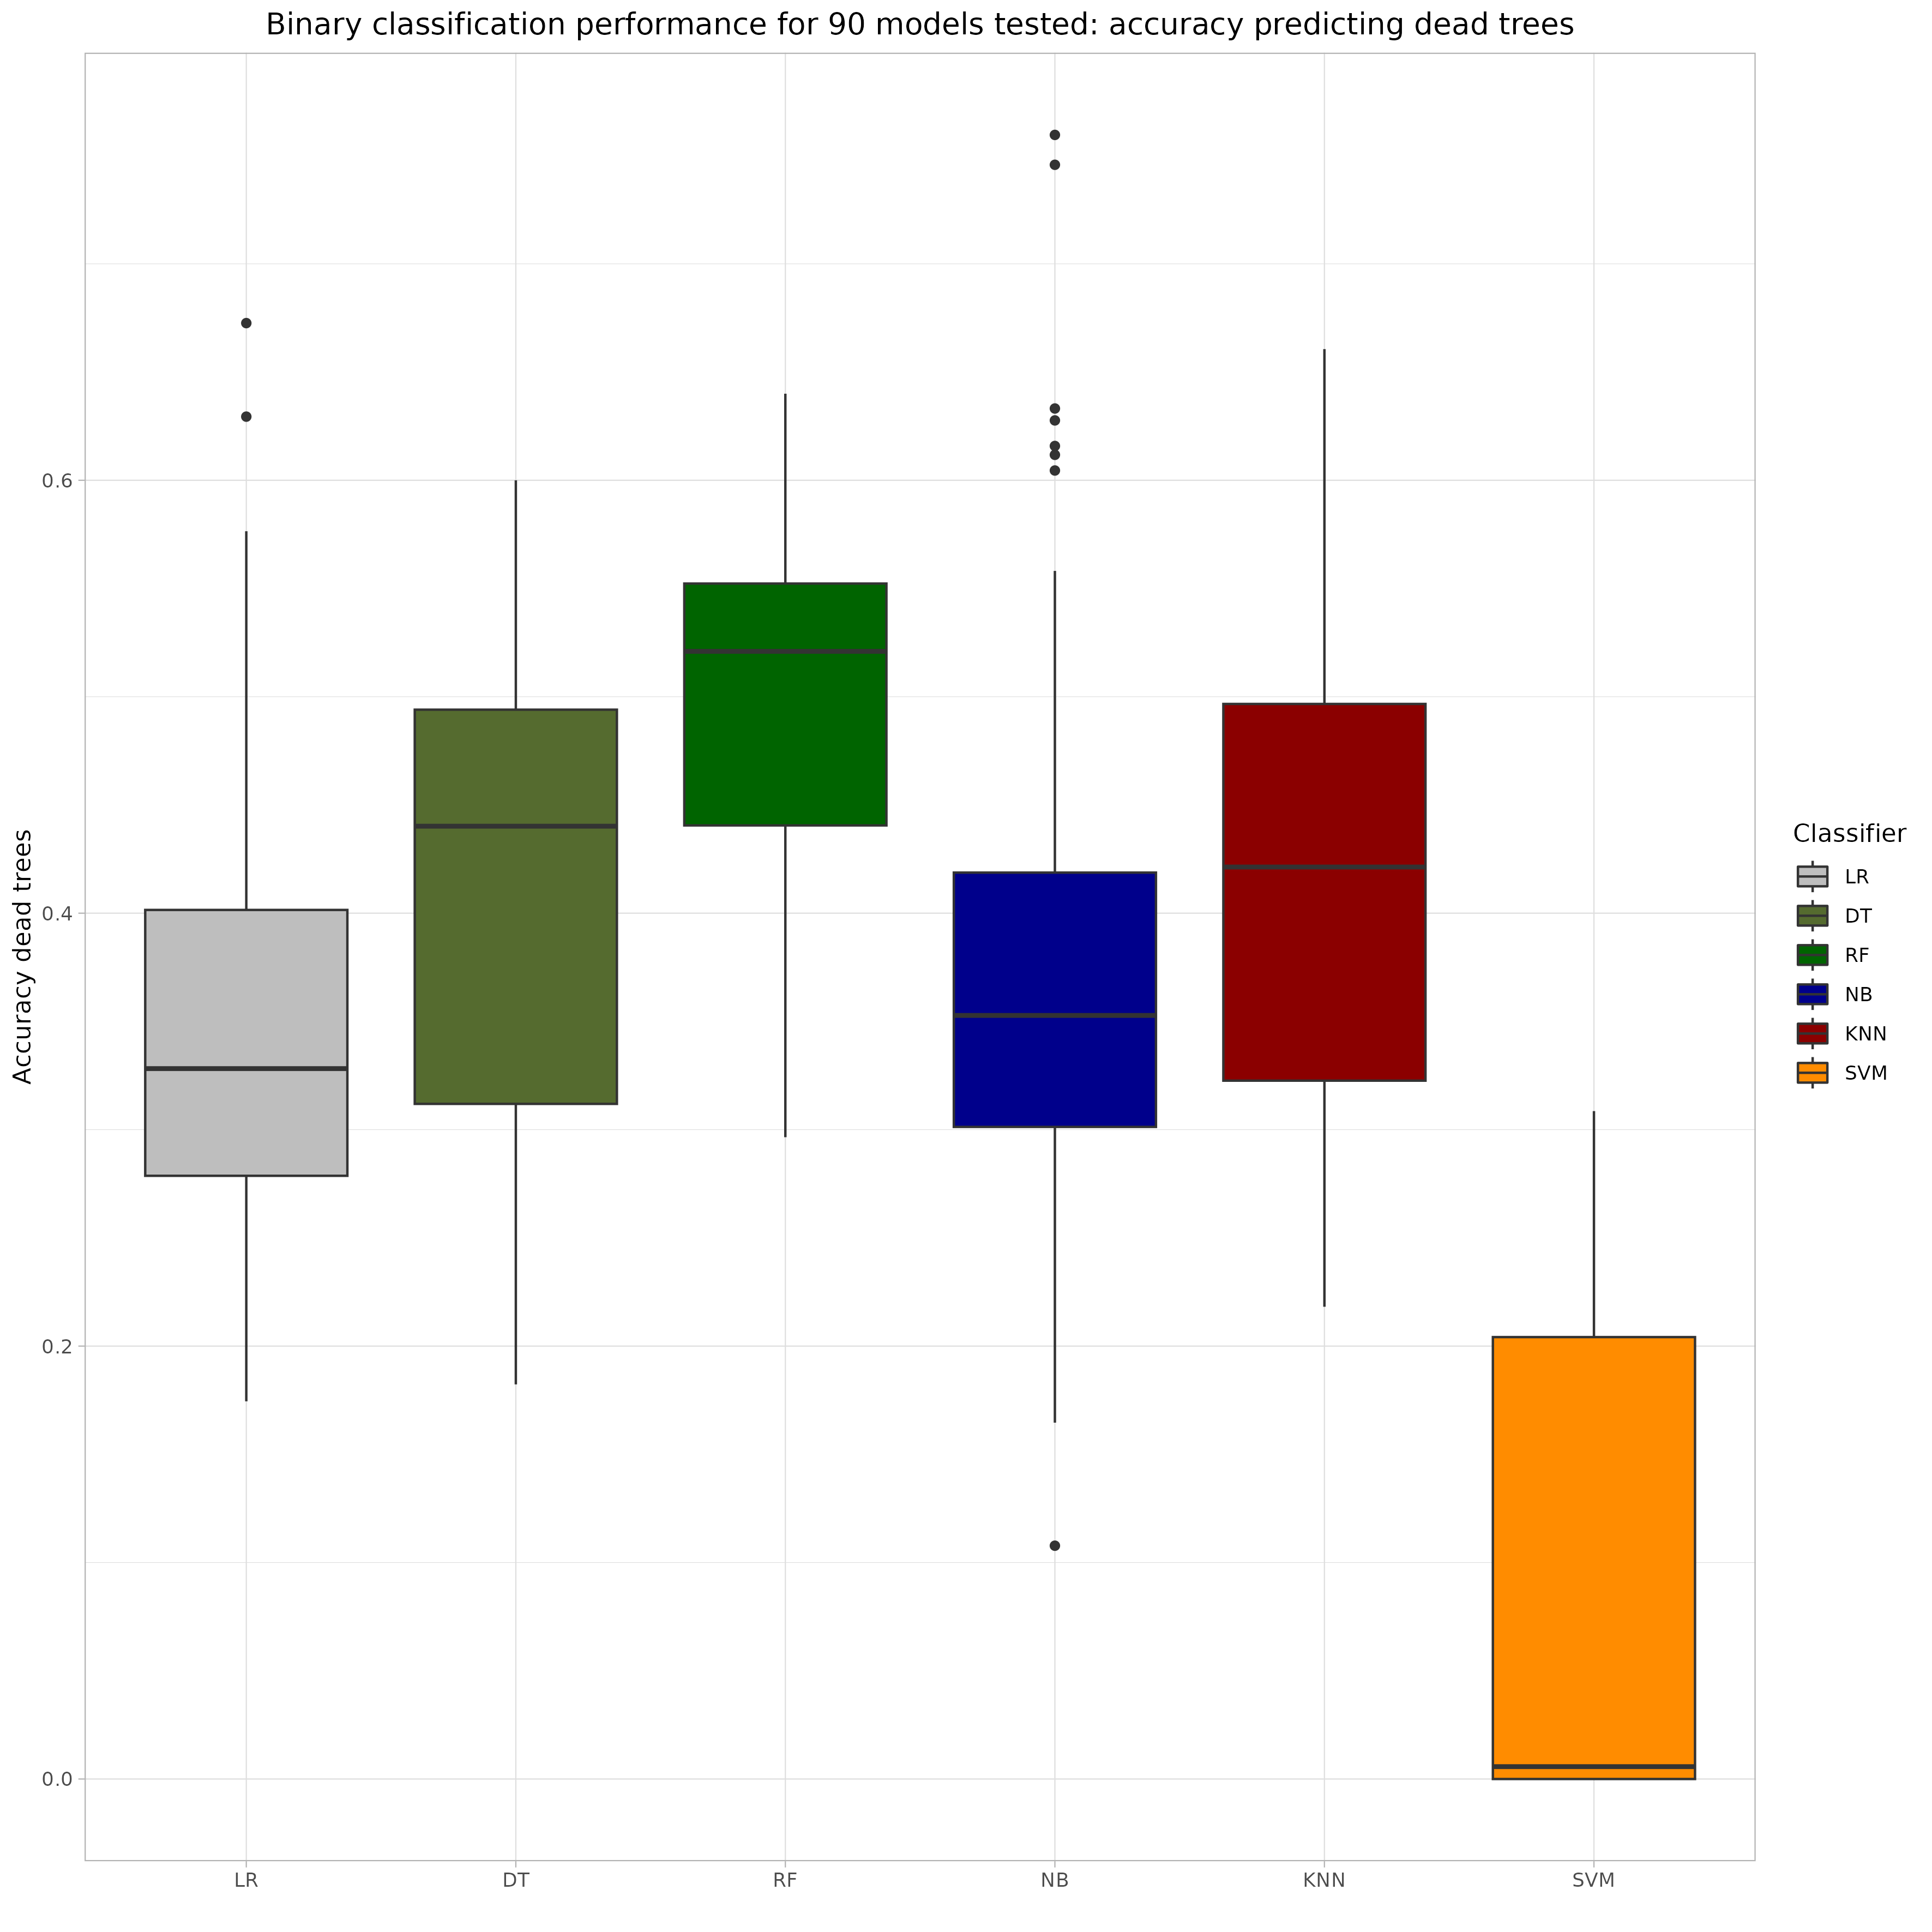 Binary classification performance for 90 models tested: accuracy predicting dead trees
Accuracy dead trees
0.6
0.4
0.2
0.0
LR DT RF NB KNN SVM
Classifier
LR
DT
RF
NB
KNN
SVM